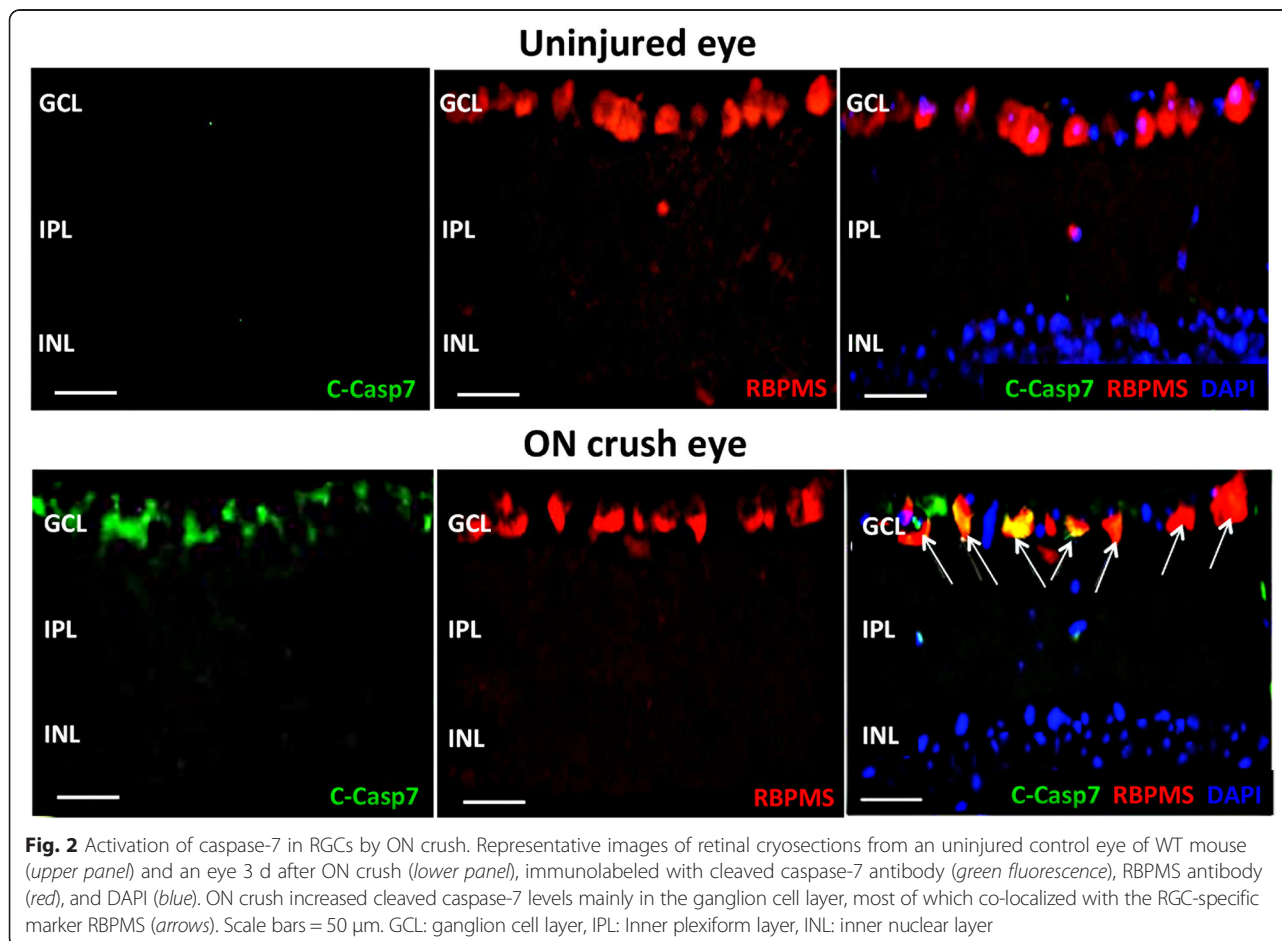 Uninjured eye
GCL
IPL
INL
C-Casp7
GCL
IPL
INL
RBPMS
GCL
IPL
INL
C-Casp7 RBPMS DAPI
ON crush eye
GCL
IPL
INL
C-Casp7
GCL
IPL
INL
RBPMS
GCL
IPL
INL
C-Casp7 RBPMS DAPI
Fig. 2 Activation of caspase-7 in RGCs by ON crush. Representative images of retinal cryosections from an uninjured control eye of WT mouse
(upper panel) and an eye 3 d after ON crush (lower panel), immunolabeled with cleaved caspase-7 antibody (green fluorescence), RBPMS antibody
(red), and DAPI (blue). ON crush increased cleaved caspase-7 levels mainly in the ganglion cell layer, most of which co-localized with the RGC-specific
marker RBPMS (arrows). Scale bars = 50 μm. GCL: ganglion cell layer, IPL: Inner plexiform layer, INL: inner nuclear layer